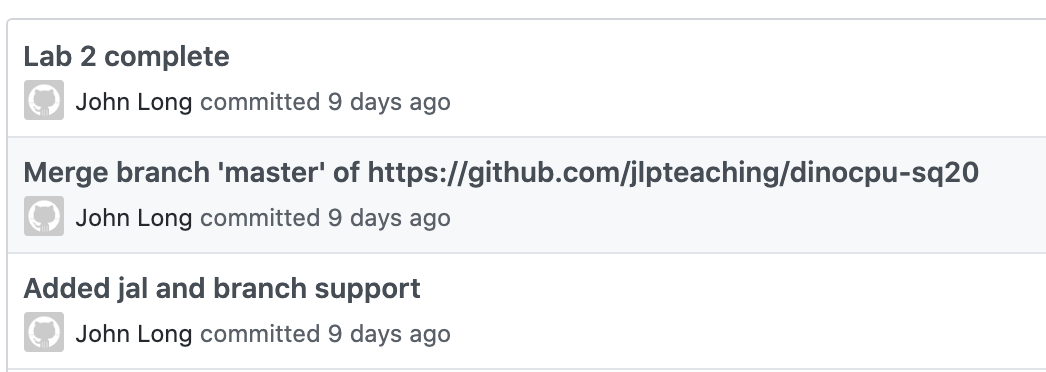 Lab 2 complete
John Long committed 9 days ago
Merge branch 'master' of https://github.com/jlpteaching/dinocpu-sq20
John Long committed 9 days ago
Added jal and branch support
John Long committed 9 days ago